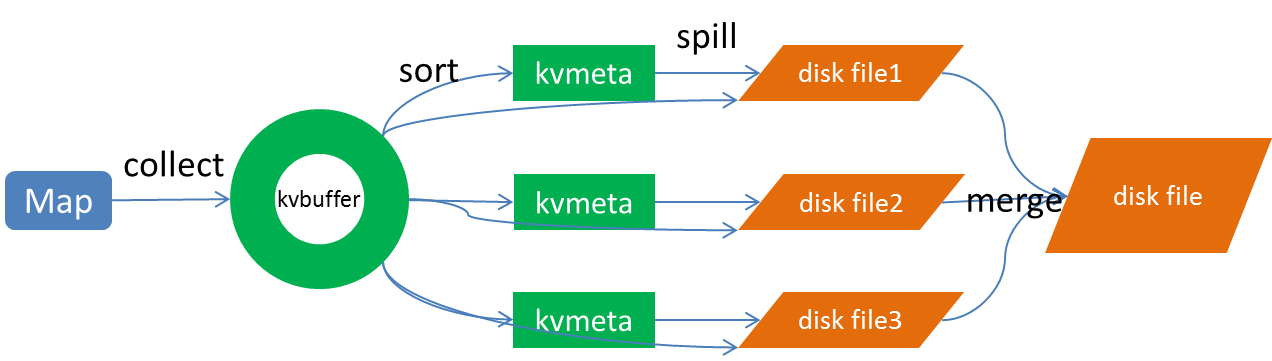 Map
collect
kvbuffer
sort
kvmeta
spill
disk file1
kvmeta
disk file2
kvmeta
disk file3
merge
disk file